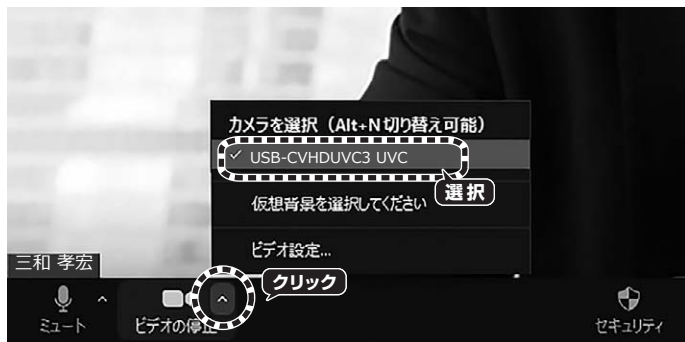 カメラを選択（Alt+N切り替え可能）
✓ USB-CVHDUVC3 UVC
選択
仮想背景を選択してください
ビデオ設定...
三和 孝宏
クリック
ミュート
ビデオの停止
セキュリティ